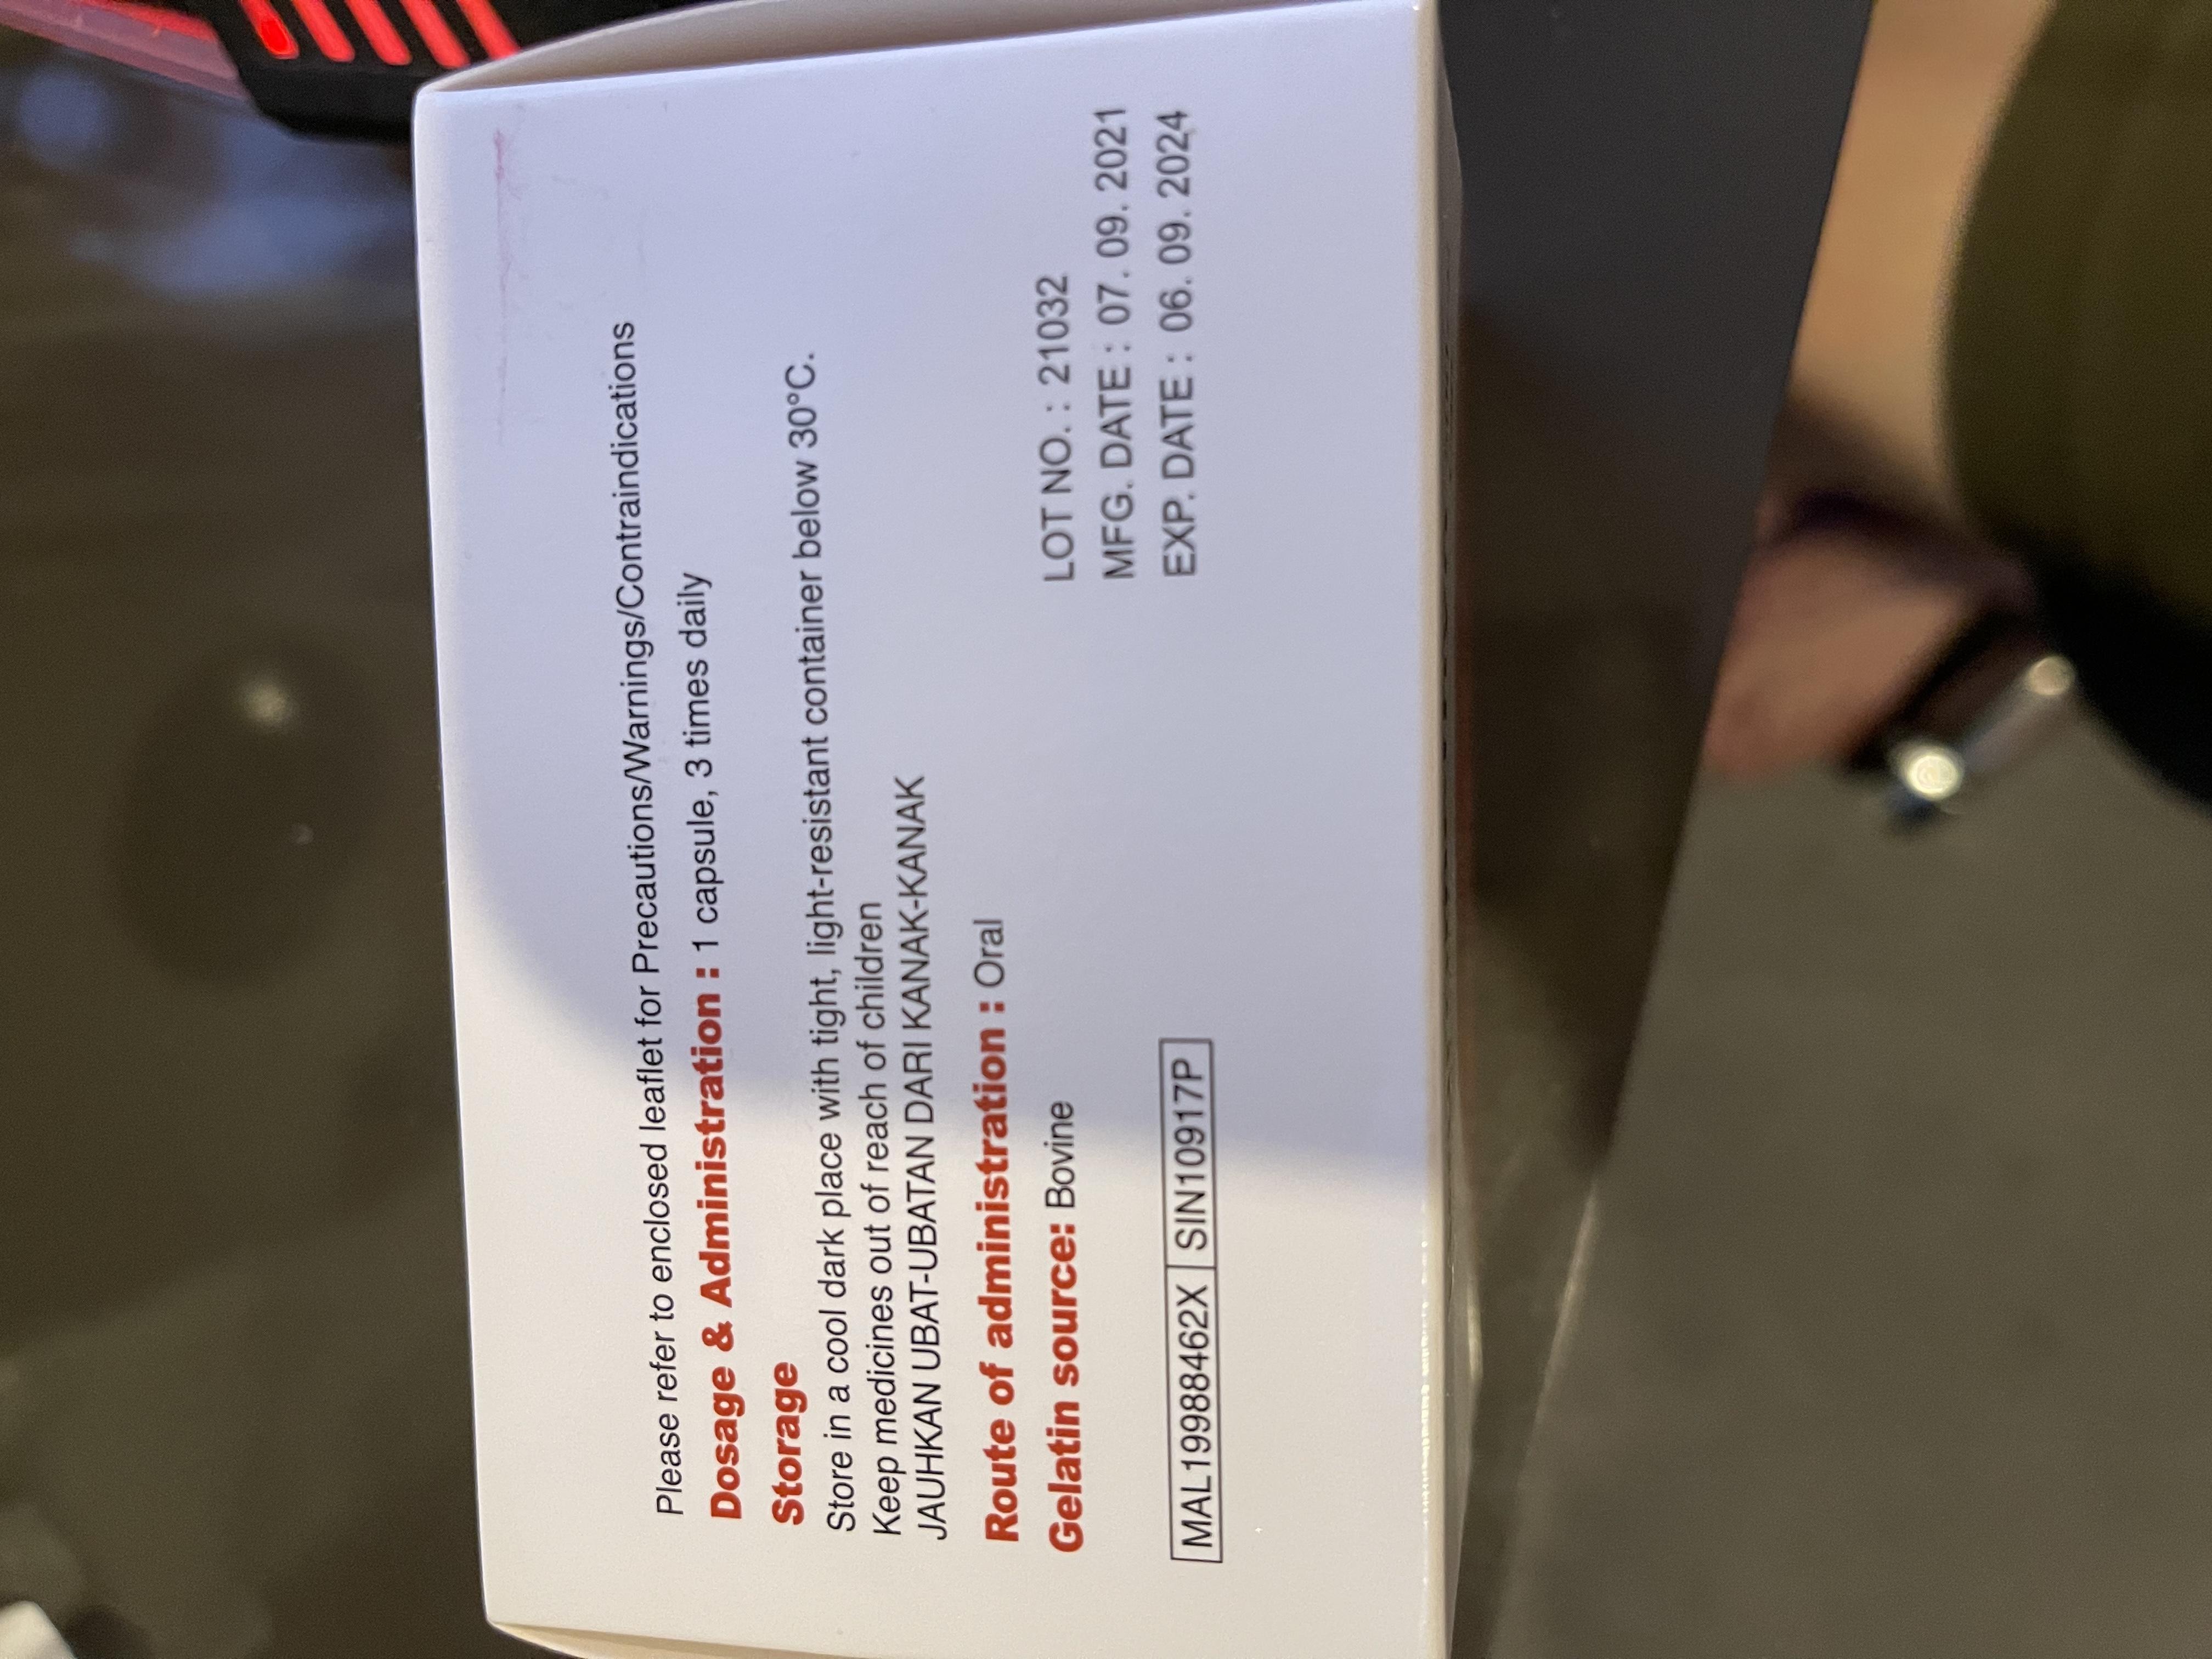 Please refer to enclosed leaflet for Precautions/Warnings/Contraindications
Dosage & Administration : 1 capsule, 3 times daily
Storage
Store in a cool dark place with tight, light-resistant container below 30°C.
Keep medicines out of reach of children
JAUHKAN UBAT-UBATAN DARI KANAK-KANAK
Route of administration : Oral
Gelatin source: Bovine
LOT NO. : 21032
MFG. DATE : 07. 09. 2021
EXP. DATE : 06. 09. 2024
MAL19988462X SIN10917P